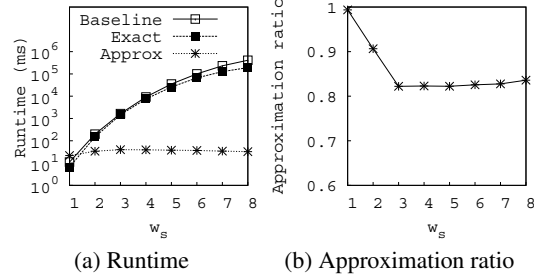 Baseline
Exact
Approx
Runtime (ms)
10^6
10^5
10^4
10^3
10^2
10^1
10^0
1 2 3 4 5 6 7 8
w_s
(a) Runtime
Approximation ratio
1
0.9
0.8
0.7
0.6
1 2 3 4 5 6 7 8
w_s
(b) Approximation ratio